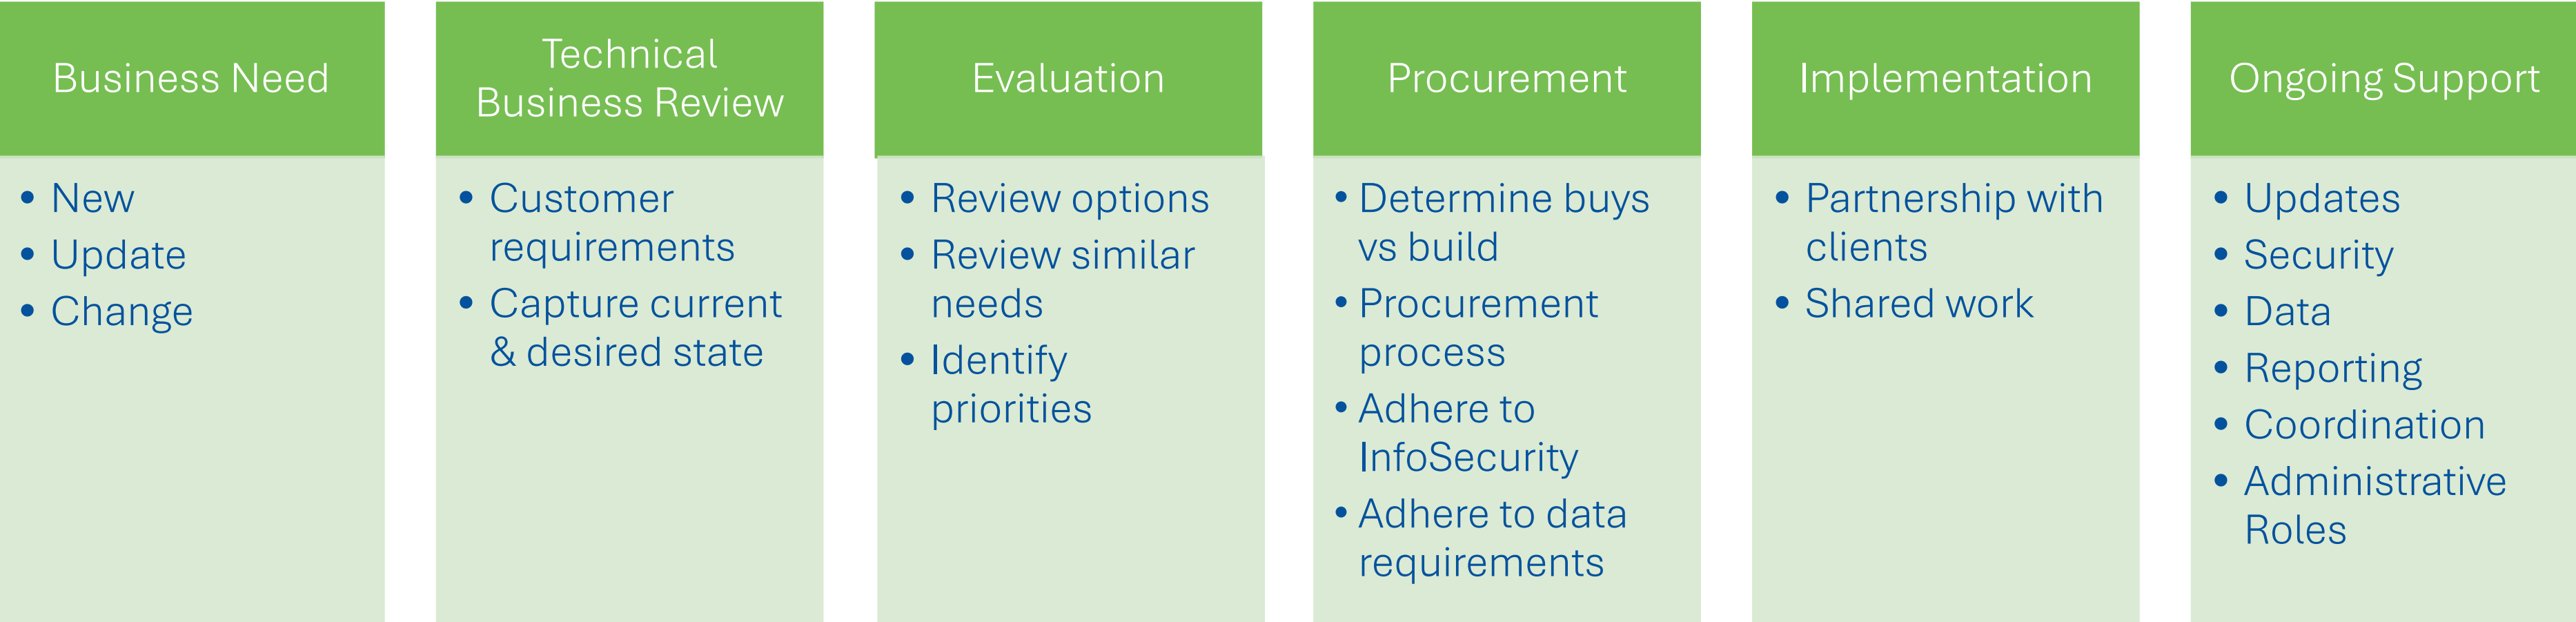 Business Need
• New
• Update
• Change
Technical
Business Review
• Customer
requirements
• Capture current
& desired state
Evaluation
• Review options
• Review similar
needs
• Identify
priorities
Procurement
• Determine buys
vs build
• Procurement
process
• Adhere to
InfoSecurity
• Adhere to data
requirements
Implementation
• Partnership with
clients
• Shared work
Ongoing Support
• Updates
• Security
• Data
• Reporting
• Coordination
• Administrative
Roles